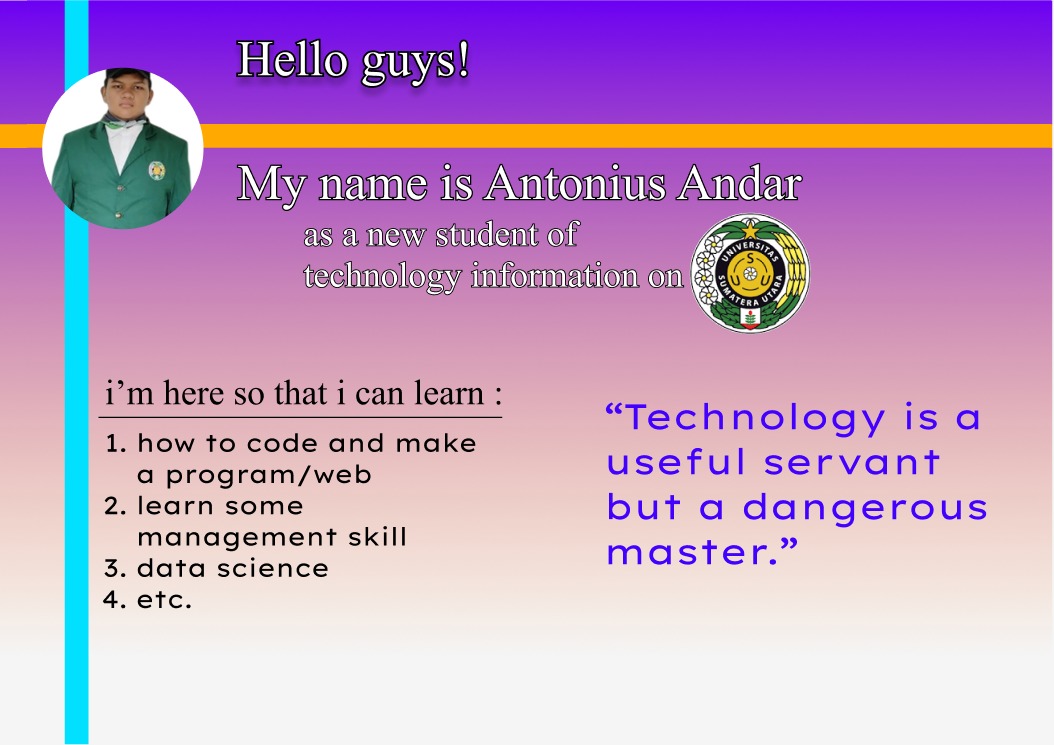 Hello guys!
My name is Antonius Andar
as a new student of
technology information on
UNIVERSITAS
SUMATERA UTARA
USU
i’m here so that i can learn :
1. how to code and make
a program/web
2. learn some
management skill
3. data science
4. etc.
“Technology is a
useful servant
but a dangerous
master.”